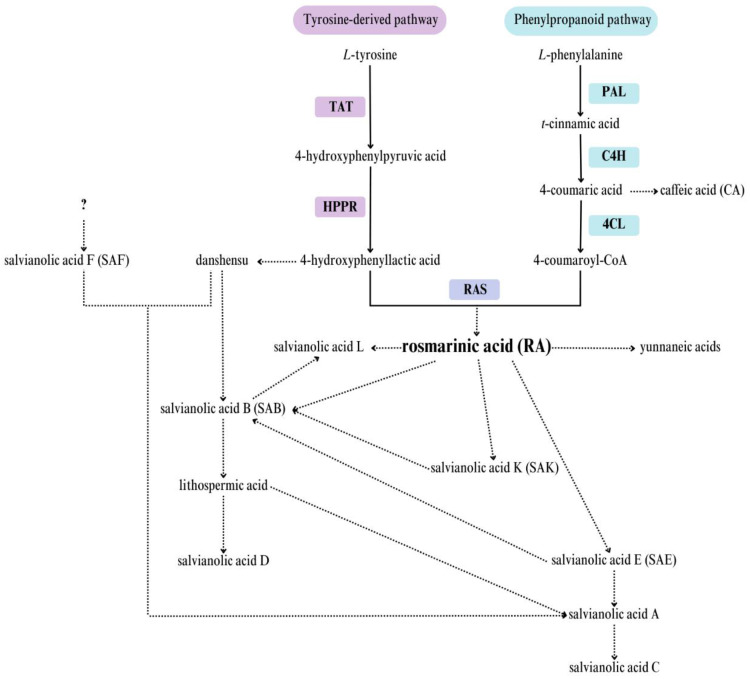 Tyrosine-derived pathway
Phenylpropanoid pathway
L-tyrosine
L-phenylalanine
PAL
TAT
t-cinnamic acid
4-hydroxyphenylpyruvic acid
C4H
4-coumaric acid
caffeic acid (CA)
?
HPPR
4CL
salvianolic acid F (SAF)
danshensu
4-hydroxyphenyllactic acid
4-coumaroyl-CoA
RAS
salvianolic acid L
rosmarinic acid (RA)
yunnaneic acids
salvianolic acid B (SAB)
salvianolic acid K (SAK)
lithospermic acid
salvianolic acid D
salvianolic acid E (SAE)
salvianolic acid A
salvianolic acid C